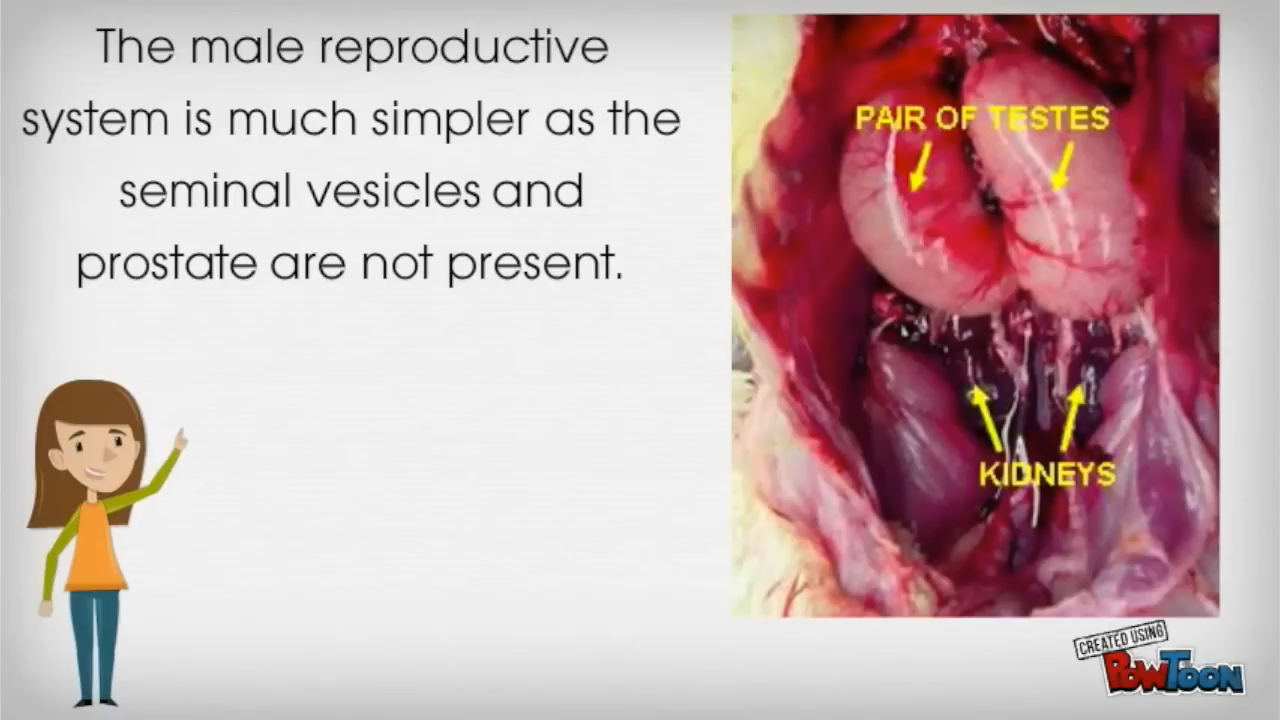 The male reproductive
system is much simpler as the
seminal vesicles and
prostate are not present.
PAIR OF TESTES
KIDNEYS
CREATED USING
POWTOON